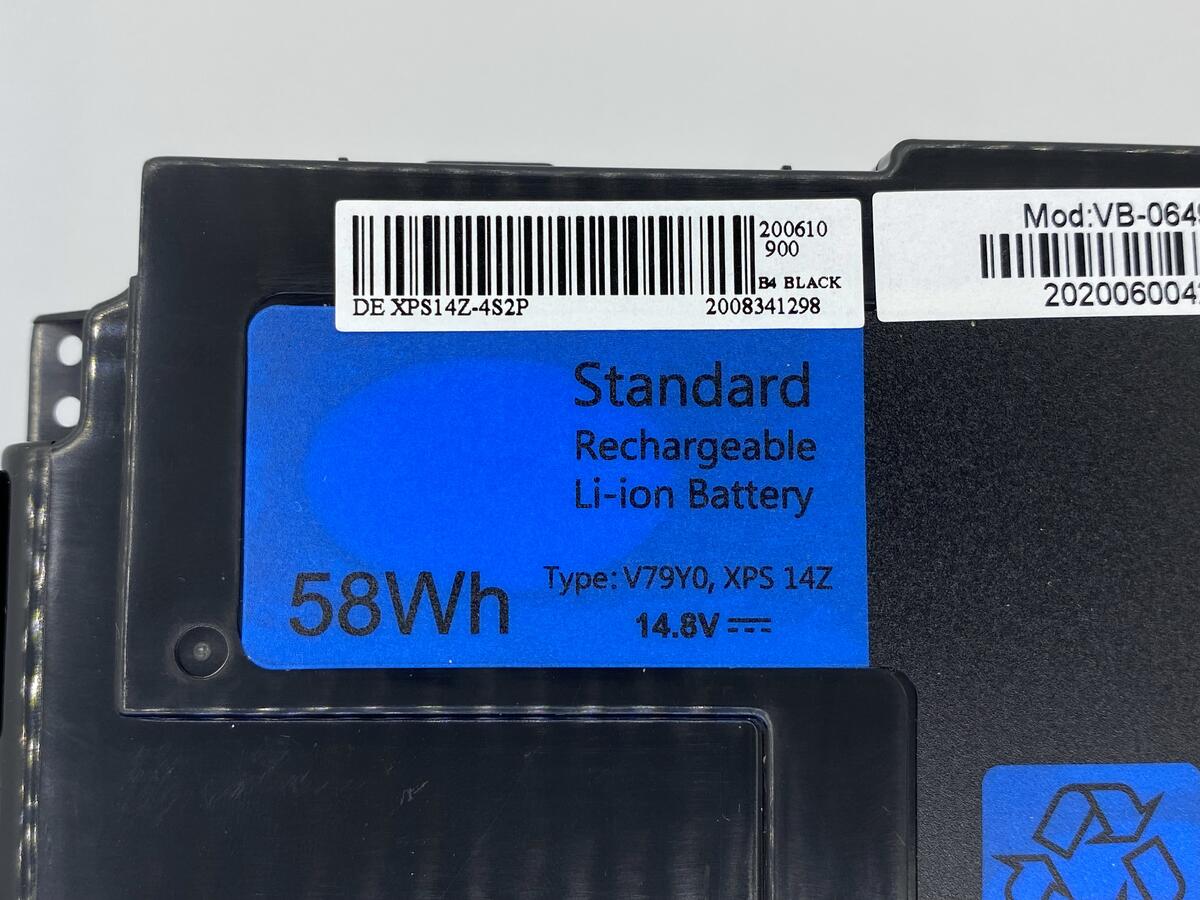 200610
900
B4 BLACK
DE XPS14Z-4S2P
2008341298
Mod:VB-064
202006004
Standard
Rechargeable
Li-ion Battery
58Wh
Type: V79Y0, XPS 14Z
14.8V